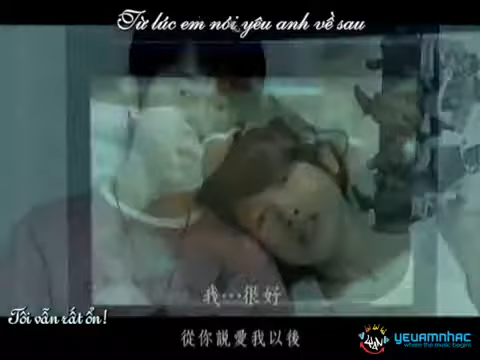 Từ lúc em nói yêu anh về sau
我…很好
Tôi vẫn rất ổn!
從你說愛我以後
YEUAMNHAC
where the music begins